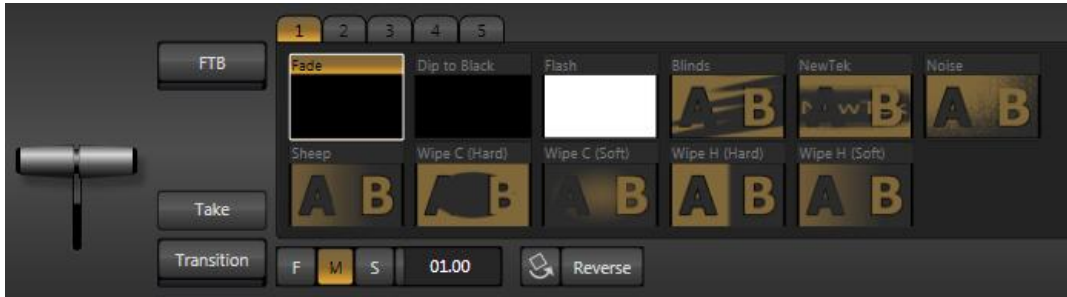 1 2 3 4 5
FTB
Fade Dip to Black Flash Blinds NewTek Noise
A B NewTek B A B
Sheep Wipe C (Hard) Wipe C (Soft) Wipe H (Hard) Wipe H (Soft)
A B A B A B A B A B
Take
Transition F M S 01.00 Reverse